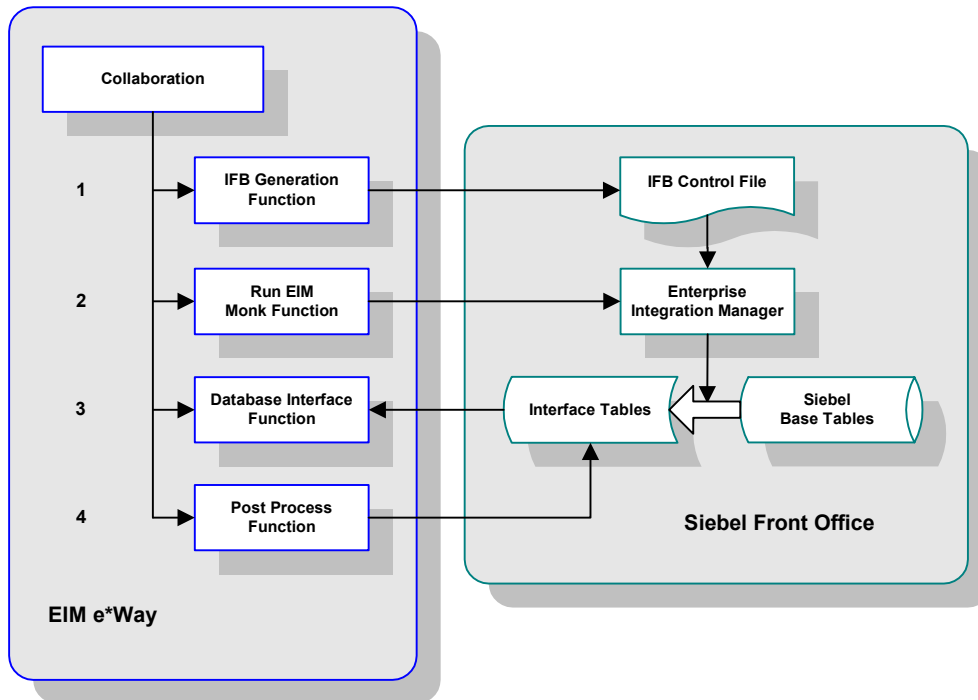 Collaboration
1
IFB Generation
Function
IFB Control File
2
Run EIM
Monk Function
Enterprise
Integration Manager
3
Database Interface
Function
Interface Tables
Siebel
Base Tables
4
Post Process
Function
Siebel Front Office
EIM e*Way